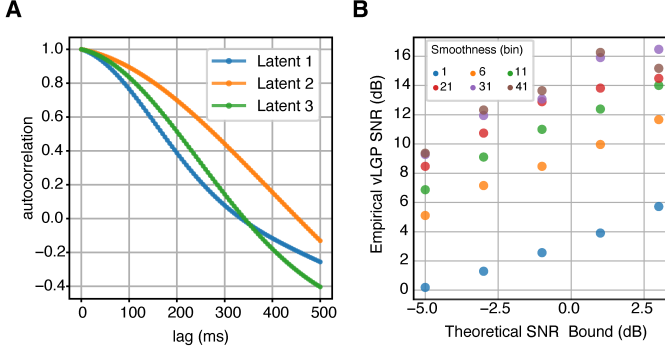 A
autocorrelation
1.0
0.8
0.6
0.4
0.2
0.0
−0.2
−0.4
Latent 1
Latent 2
Latent 3
0 100 200 300 400 500
lag (ms)
B
Empirical vLGP SNR (dB)
16
14
12
10
8
6
4
2
0
Smoothness (bin)
1 6 11
21 31 41
−5.0 −2.5 0.0 2.5
Theoretical SNR Bound (dB)